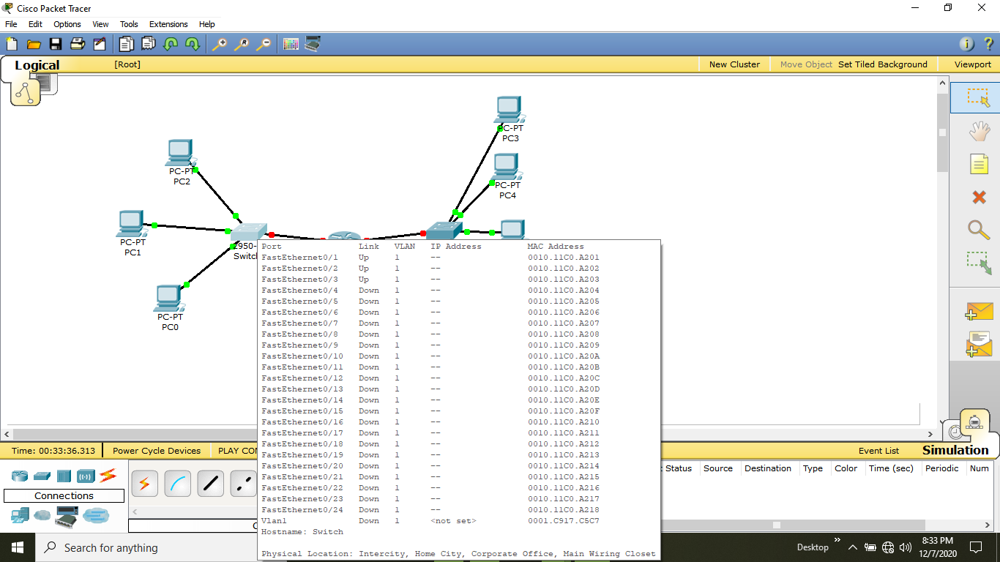 Cisco Packet Tracer
File Edit Options View Tools Extensions Help
Logical [Root] New Cluster Move Object Set Tiled Background Viewport
PC-PT
PC3
PC-PT
PC2
PC-PT
PC4
PC-PT
PC1
2950-
Switch
PC-PT
PC0
Port Link VLAN IP Address MAC Address
FastEthernet0/1 Up 1 -- 0010.11C0.A201
FastEthernet0/2 Up 1 -- 0010.11C0.A202
FastEthernet0/3 Up 1 -- 0010.11C0.A203
FastEthernet0/4 Down 1 -- 0010.11C0.A204
FastEthernet0/5 Down 1 -- 0010.11C0.A205
FastEthernet0/6 Down 1 -- 0010.11C0.A206
FastEthernet0/7 Down 1 -- 0010.11C0.A207
FastEthernet0/8 Down 1 -- 0010.11C0.A208
FastEthernet0/9 Down 1 -- 0010.11C0.A209
FastEthernet0/10 Down 1 -- 0010.11C0.A20A
FastEthernet0/11 Down 1 -- 0010.11C0.A20B
FastEthernet0/12 Down 1 -- 0010.11C0.A20C
FastEthernet0/13 Down 1 -- 0010.11C0.A20D
FastEthernet0/14 Down 1 -- 0010.11C0.A20E
FastEthernet0/15 Down 1 -- 0010.11C0.A20F
FastEthernet0/16 Down 1 -- 0010.11C0.A210
FastEthernet0/17 Down 1 -- 0010.11C0.A211
FastEthernet0/18 Down 1 -- 0010.11C0.A212
FastEthernet0/19 Down 1 -- 0010.11C0.A213
FastEthernet0/20 Down 1 -- 0010.11C0.A214
FastEthernet0/21 Down 1 -- 0010.11C0.A215
FastEthernet0/22 Down 1 -- 0010.11C0.A216
FastEthernet0/23 Down 1 -- 0010.11C0.A217
FastEthernet0/24 Down 1 -- 0010.11C0.A218
Vlan1 Down 1 <not set> 0001.C917.C5C7
Hostname: Switch
Physical Location: Intercity, Home City, Corporate Office, Main Wiring Closet
Time: 00:33:36.313 Power Cycle Devices PLAY CON Event List Simulation
t Status Source Destination Type Color Time (sec) Periodic Num
Connections
Search for anything
Desktop
8:33 PM
12/7/2020